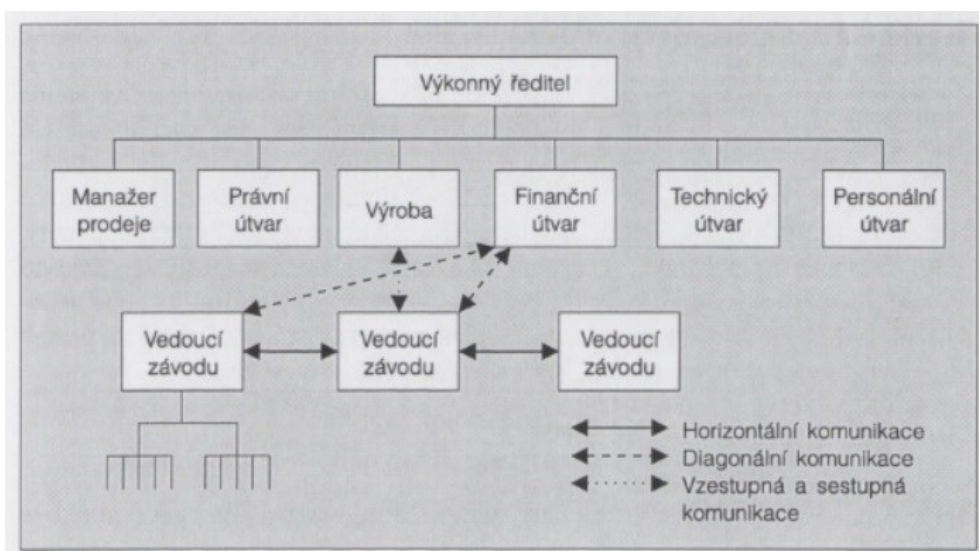 Výkonný ředitel
Manažer
prodeje
Právní
útvar
Výroba
Finanční
útvar
Technický
útvar
Personální
útvar
Vedoucí
závodu
Vedoucí
závodu
Vedoucí
závodu
Horizontální komunikace
Diagonální komunikace
Vzestupná a sestupná
komunikace